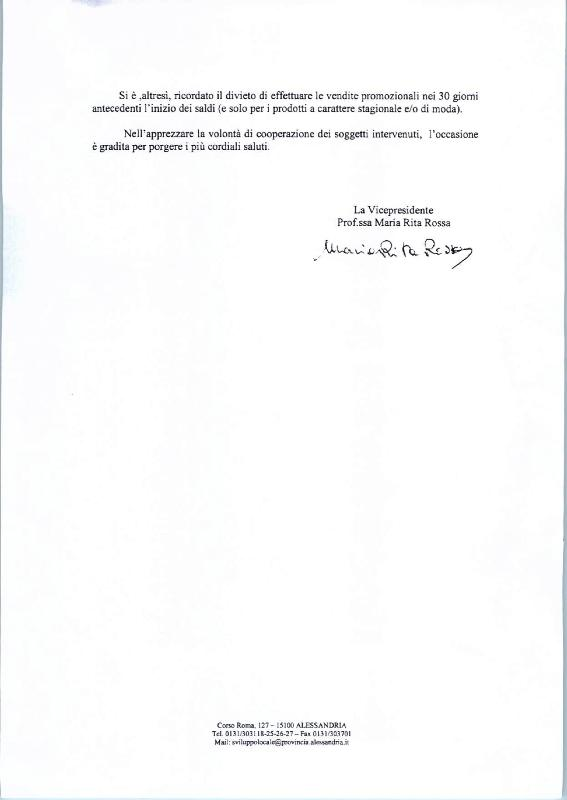 Si è ,altresì, ricordato il divieto di effettuare le vendite promozionali nei 30 giorni
antecedenti l'inizio dei saldi (e solo per i prodotti a carattere stagionale e/o di moda).
Nell'apprezzare la volontà di cooperazione dei soggetti intervenuti, l'occasione
è gradita per porgere i più cordiali saluti.
La Vicepresidente
Prof.ssa Maria Rita Rossa
Maria Rita Rossa
Corso Roma, 127 – 15100 ALESSANDRIA
Tel. 0131/303118-25-26-27 – Fax 0131/303701
Mail: sviluppolocale@provincia.alessandria.it